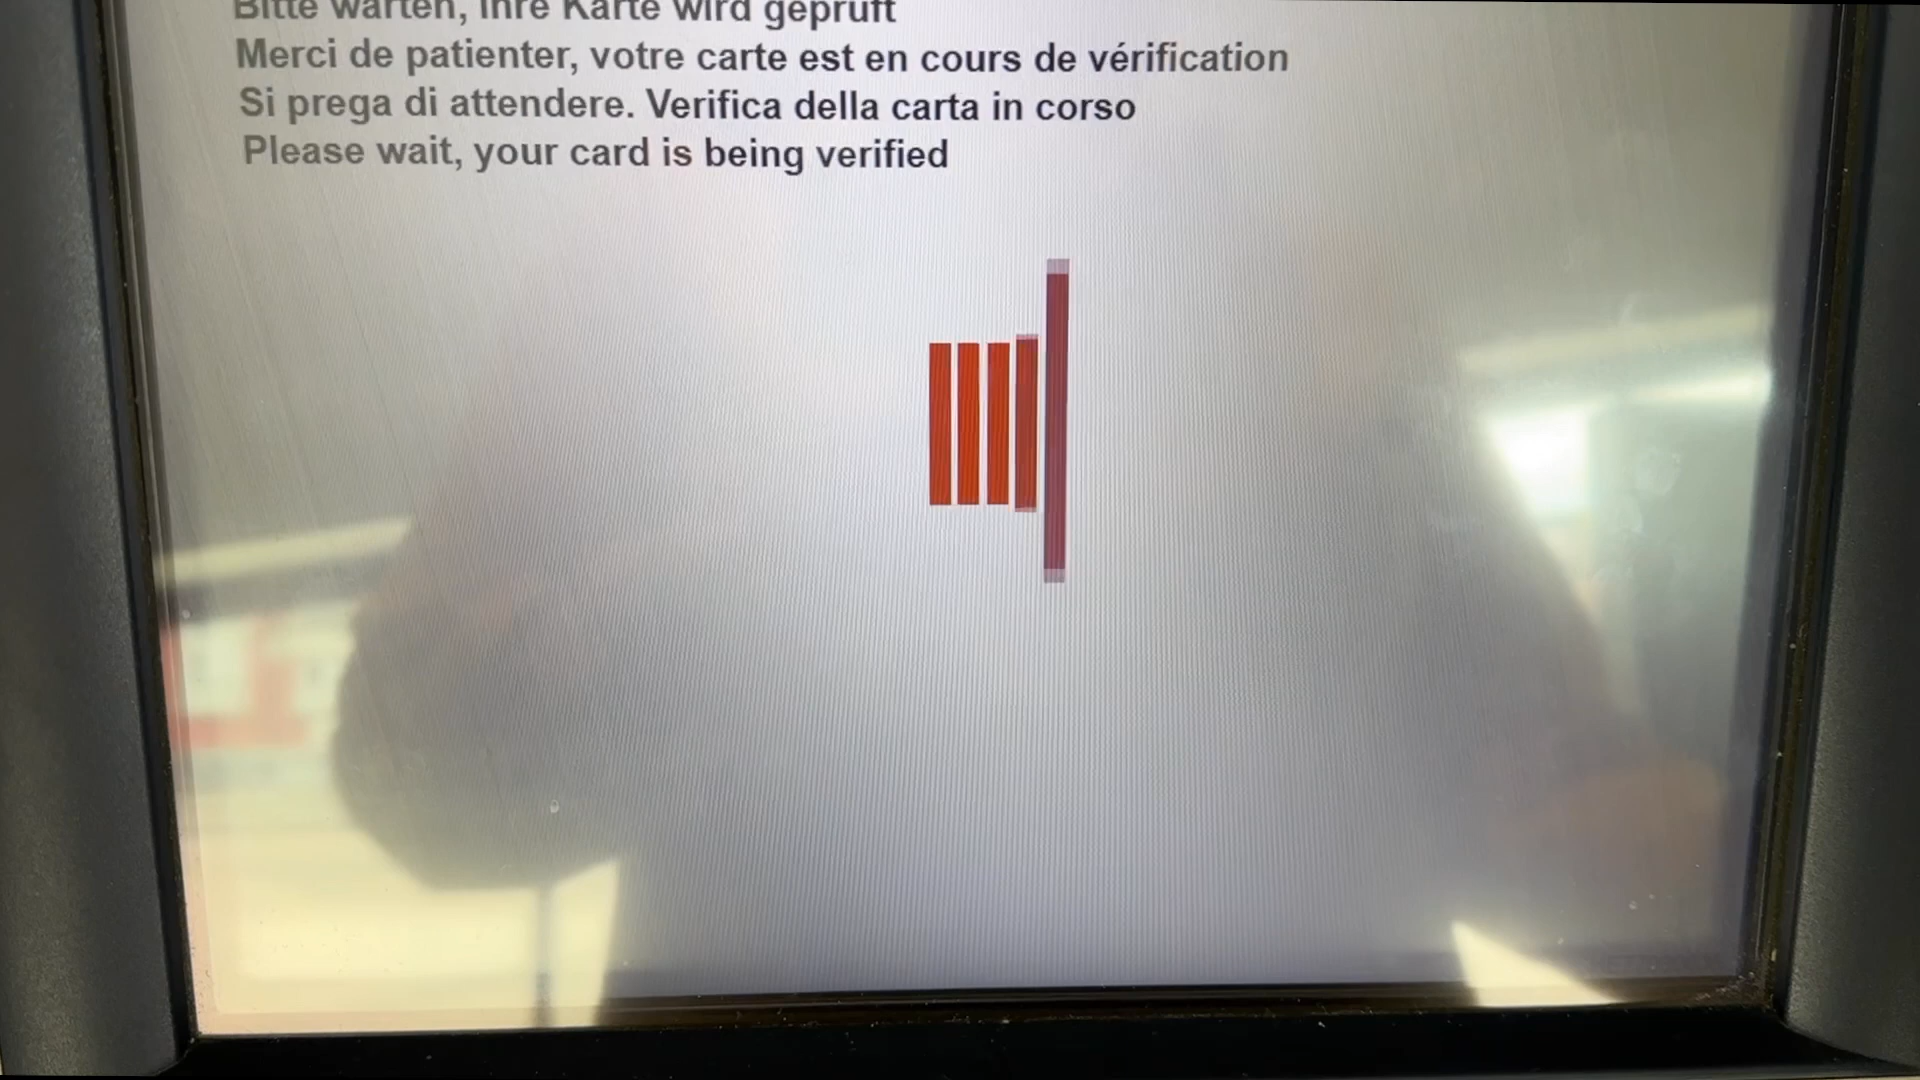 Bitte warten, Ihre Karte wird geprüft
Merci de patienter, votre carte est en cours de vérification
Si prega di attendere. Verifica della carta in corso
Please wait, your card is being verified